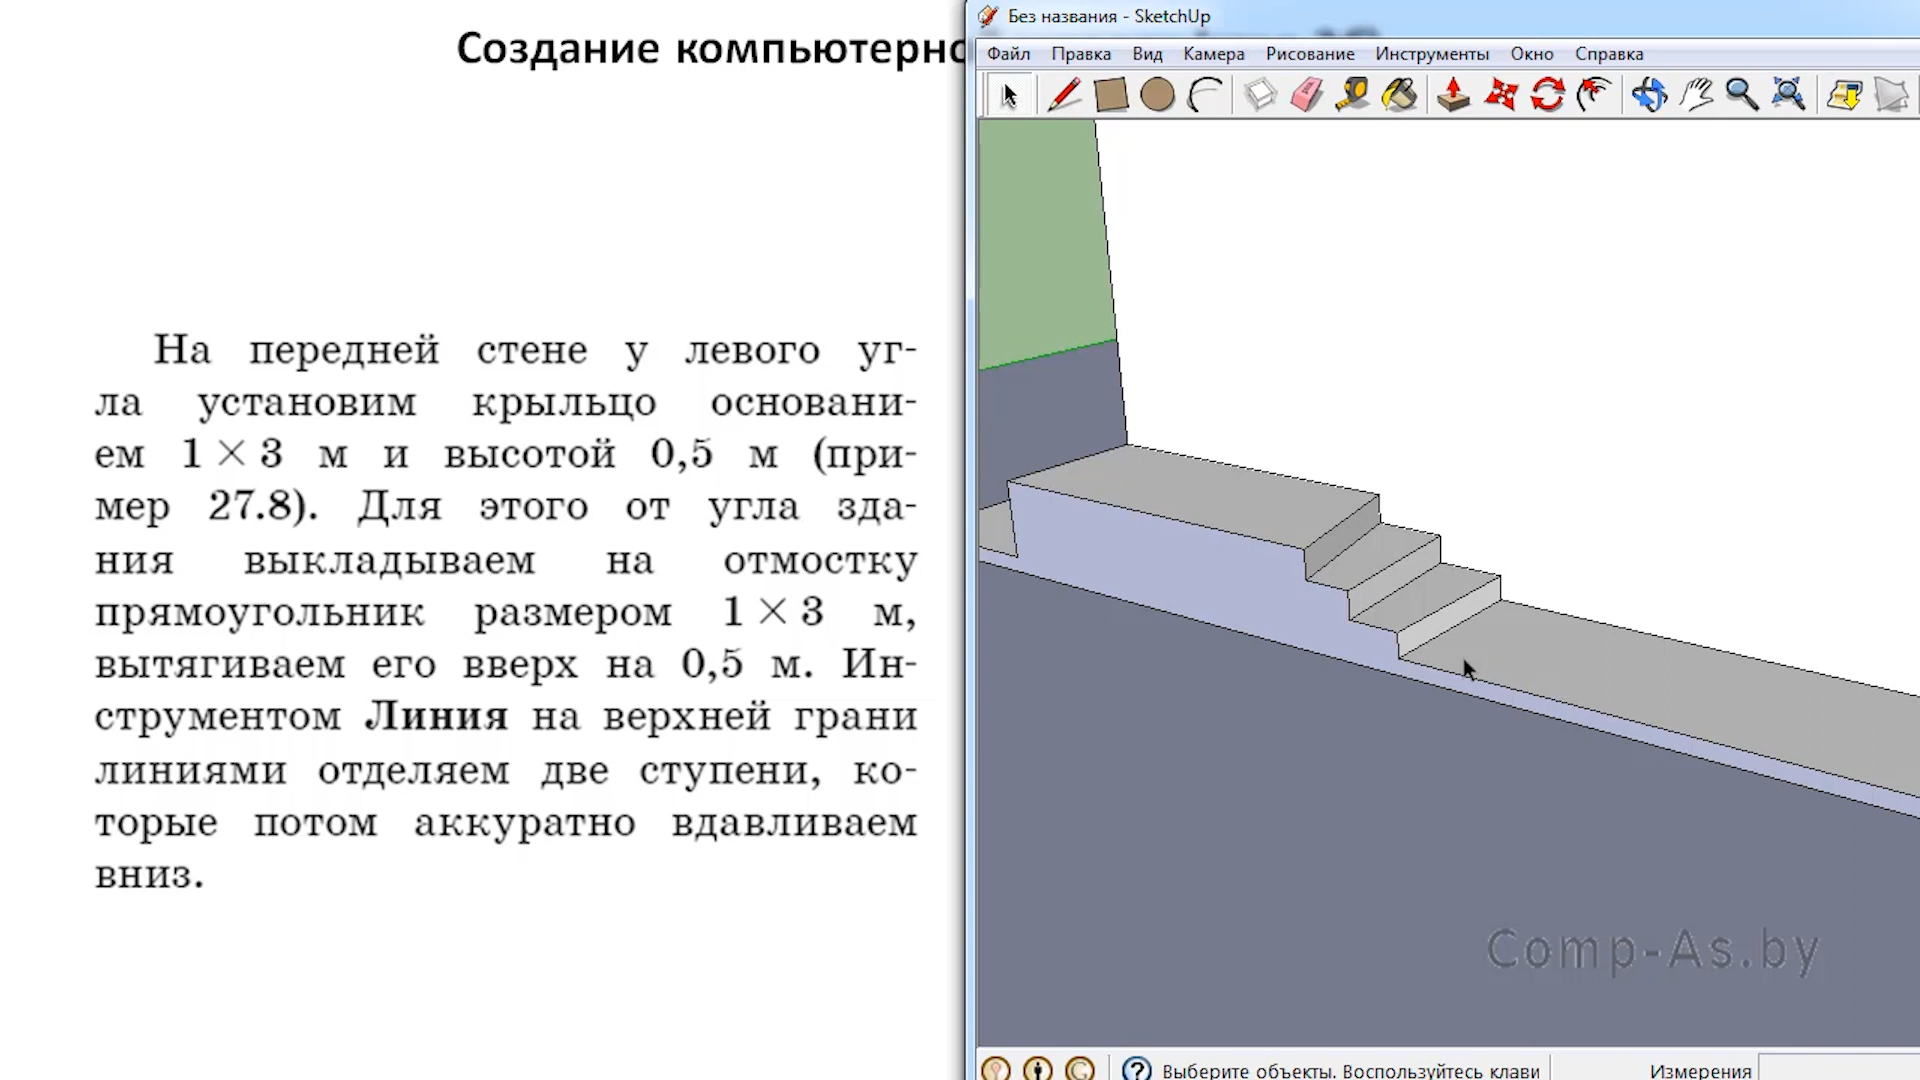 Создание компьютерно
Без названия - SketchUp
Файл Правка Вид Камера Рисование Инструменты Окно Справка
На передней стене у левого уг-
ла установим крыльцо основани-
ем 1 × 3 м и высотой 0,5 м (при-
мер 27.8). Для этого от угла зда-
ния выкладываем на отмостку
прямоугольник размером 1 × 3 м,
вытягиваем его вверх на 0,5 м. Ин-
струментом Линия на верхней грани
линиями отделяем две ступени, ко-
торые потом аккуратно вдавливаем
вниз.
Comp-As.by
Выберите объекты. Воспользуйтесь клави
Измерения